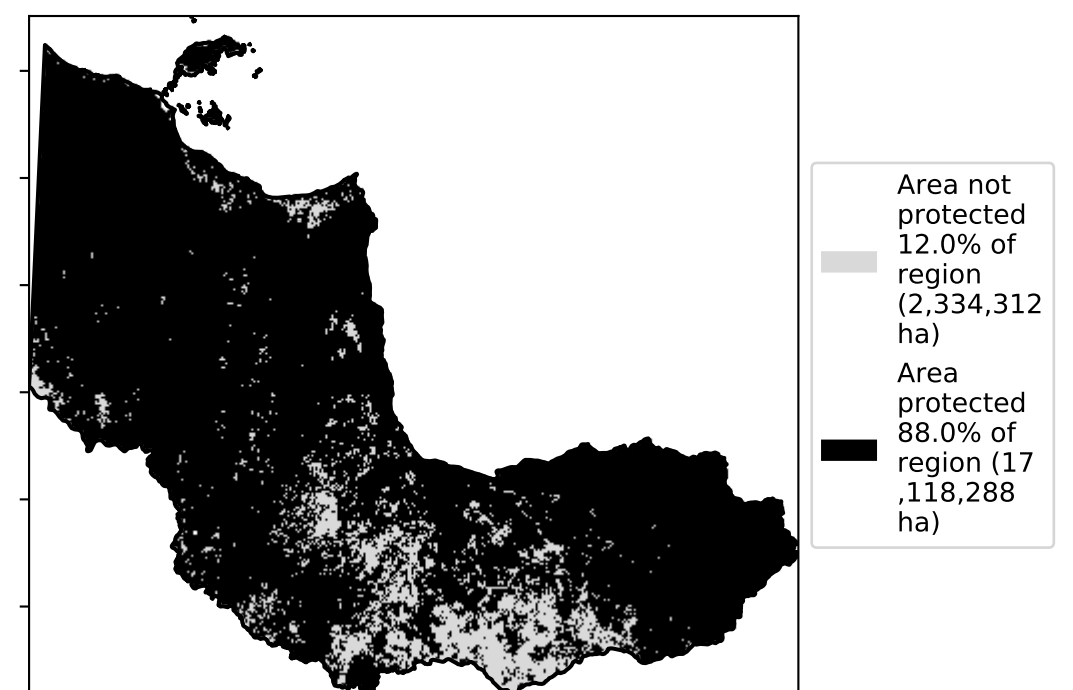 Area not
protected
12.0% of
region
(2,334,312
ha)
Area
protected
88.0% of
region (17
,118,288
ha)